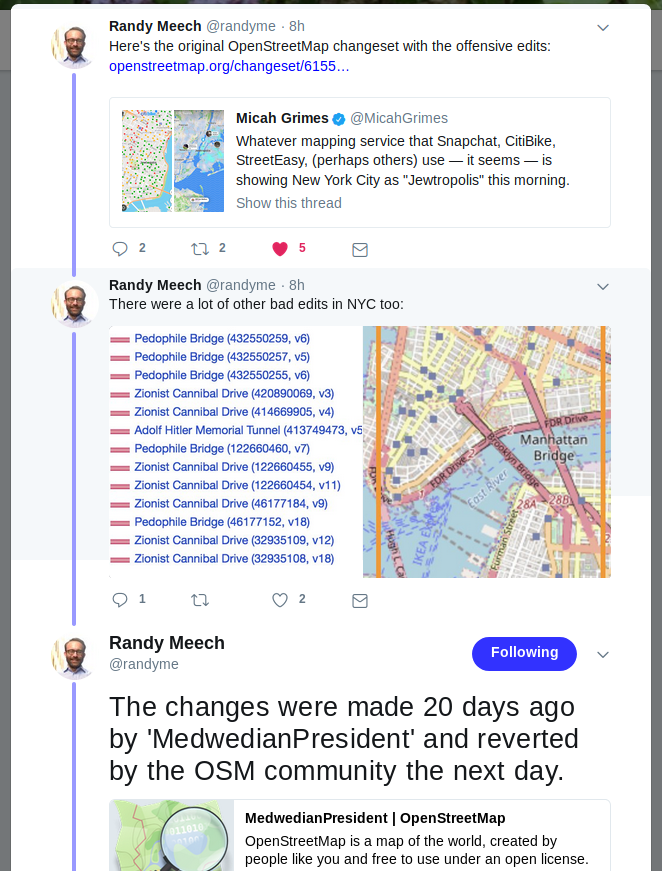 Randy Meech @randyme · 8h
Here's the original OpenStreetMap changeset with the offensive edits:
openstreetmap.org/changeset/6155…
Micah Grimes @MicahGrimes
Whatever mapping service that Snapchat, CitiBike,
StreetEasy, (perhaps others) use — it seems — is
showing New York City as "Jewtropolis" this morning.
Show this thread
2 2 5
Randy Meech @randyme · 8h
There were a lot of other bad edits in NYC too:
Pedophile Bridge (432550259, v6)
Pedophile Bridge (432550257, v5)
Pedophile Bridge (432550255, v6)
Zionist Cannibal Drive (420890069, v3)
Zionist Cannibal Drive (414669905, v4)
Adolf Hitler Memorial Tunnel (413749473, v5
Pedophile Bridge (122660460, v7)
Zionist Cannibal Drive (122660455, v9)
Zionist Cannibal Drive (122660454, v11)
Zionist Cannibal Drive (46177184, v9)
Pedophile Bridge (46177152, v18)
Zionist Cannibal Drive (32935109, v12)
Zionist Cannibal Drive (32935108, v18)
FDR Drive
Manhattan
Bridge
Brooklyn Bridge
FDR Drive
East River
28A 28B
IKEA
Furman Street
Hugh L. Ca
1 2
Randy Meech
@randyme
Following
The changes were made 20 days ago
by 'MedwedianPresident' and reverted
by the OSM community the next day.
MedwedianPresident | OpenStreetMap
OpenStreetMap is a map of the world, created by
people like you and free to use under an open license.